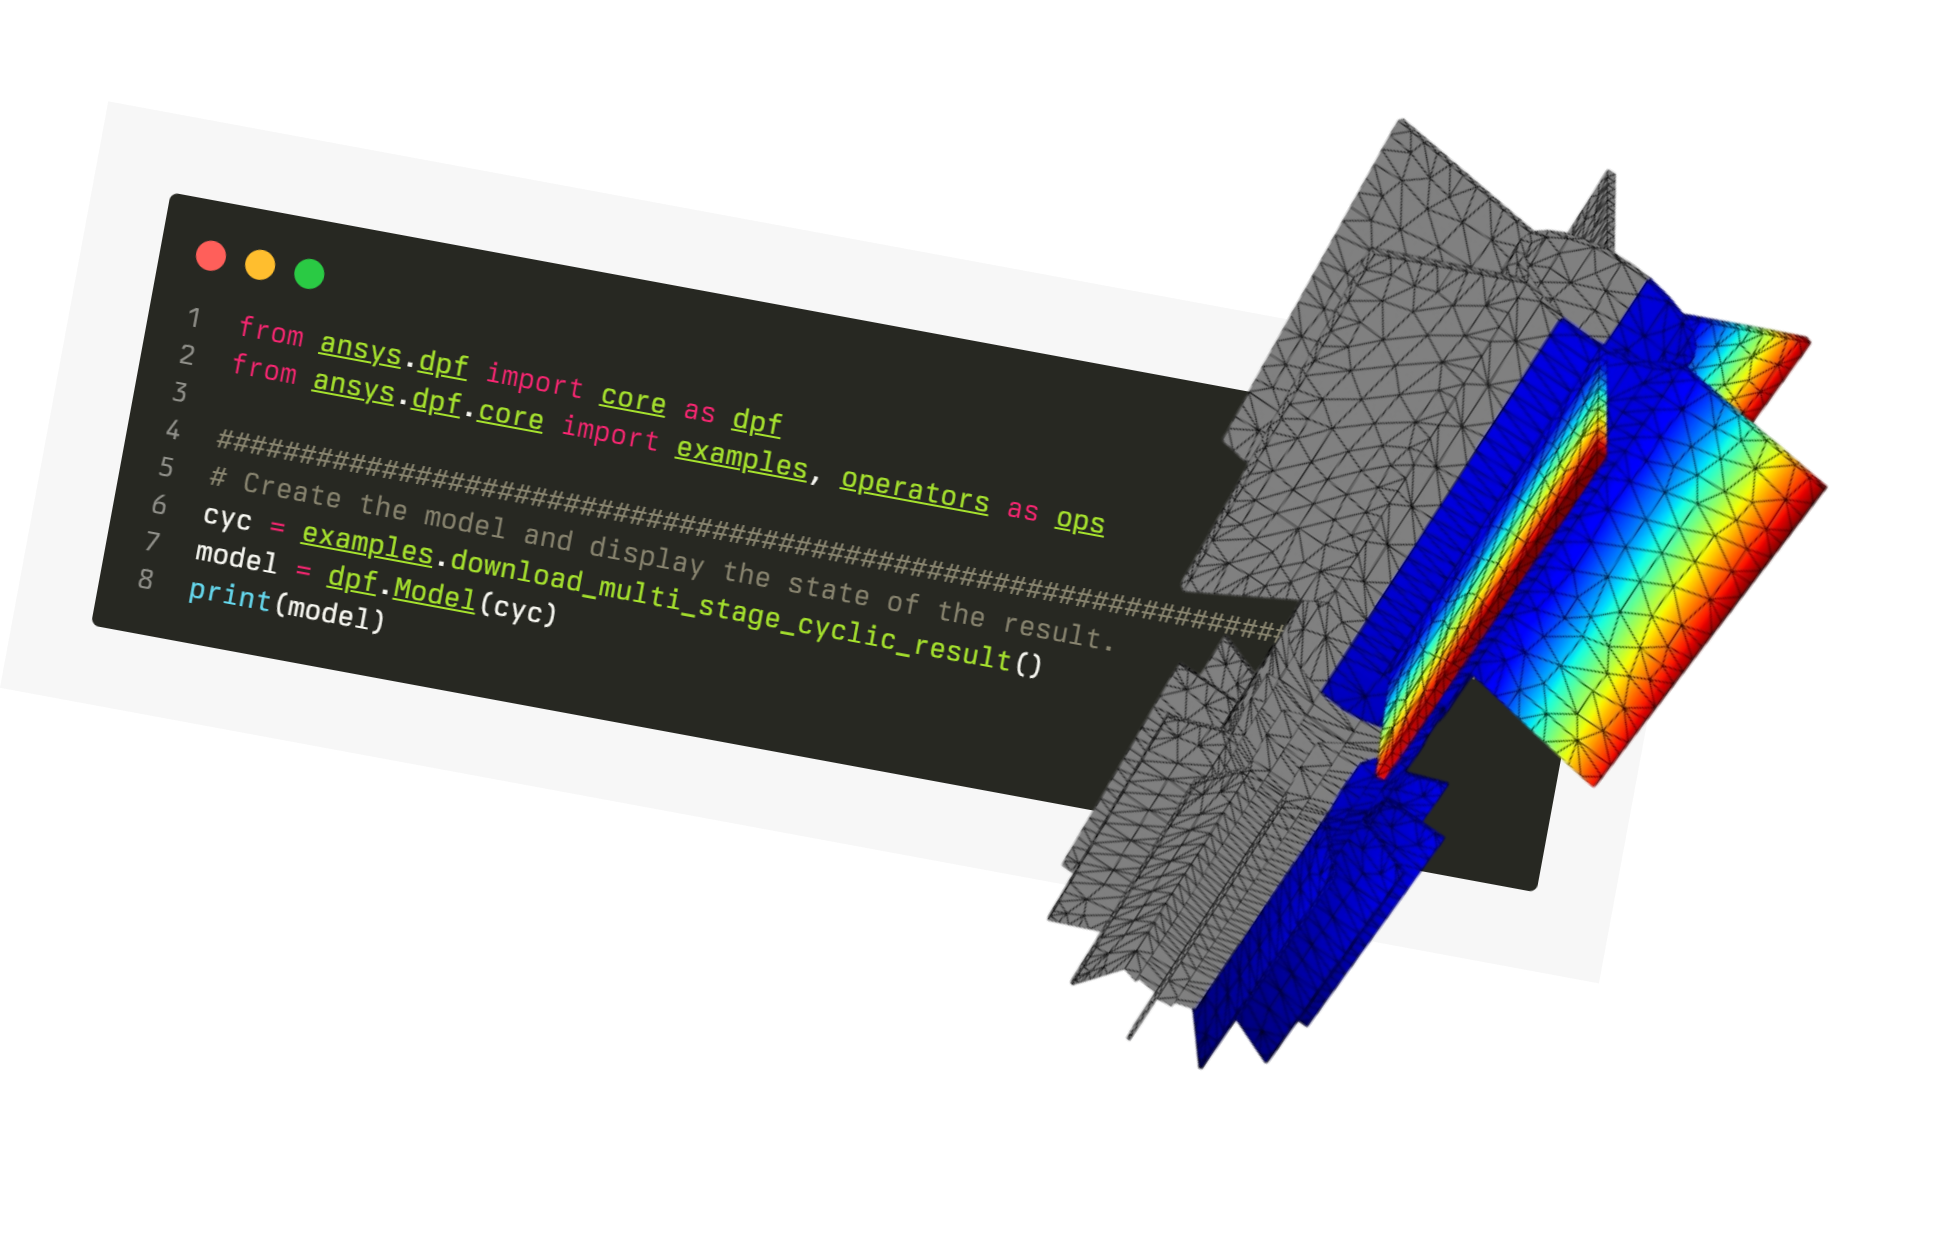 1 from ansys.dpf import core as dpf
2 from ansys.dpf.core import examples, operators as ops
3
4 #################################################################
5 # Create the model and display the state of the result.
6 cyc = examples.download_multi_stage_cyclic_result()
7 model = dpf.Model(cyc)
8 print(model)